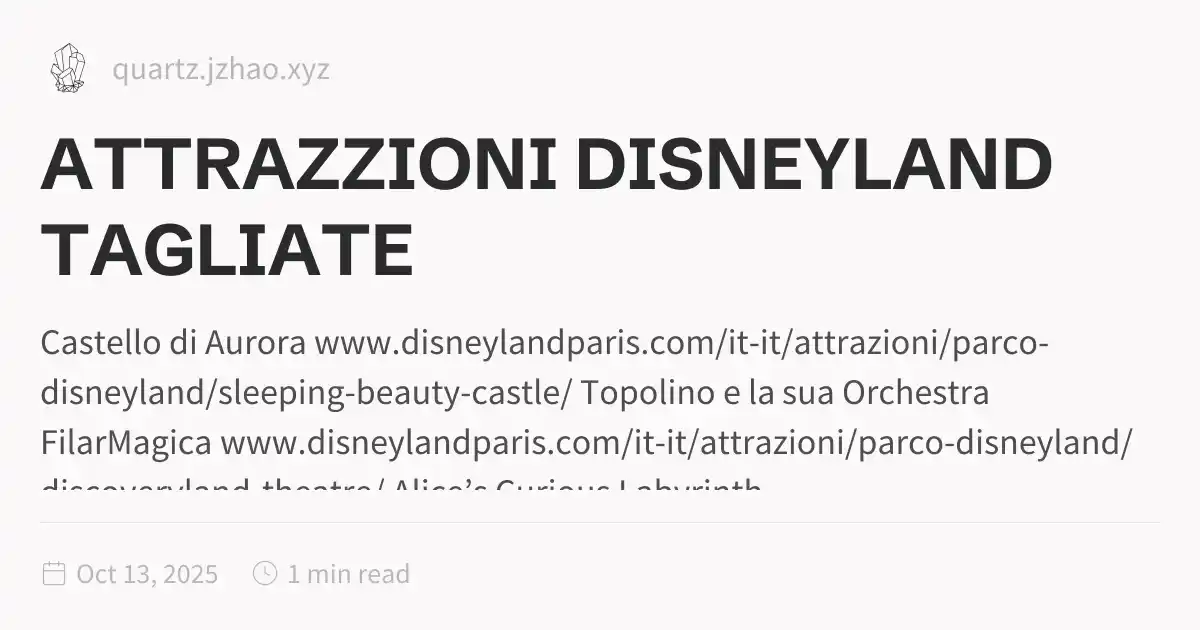 quartz.jzhao.xyz
ATTRAZZIONI DISNEYLAND
TAGLIATE
Castello di Aurora www.disneylandparis.com/it-it/attrazioni/parco-
disneyland/sleeping-beauty-castle/ Topolino e la sua Orchestra
FilarMagica www.disneylandparis.com/it-it/attrazioni/parco-disneyland/
discoveryland-theatre/ Alice’s Curious Labyrinth
Oct 13, 2025
1 min read